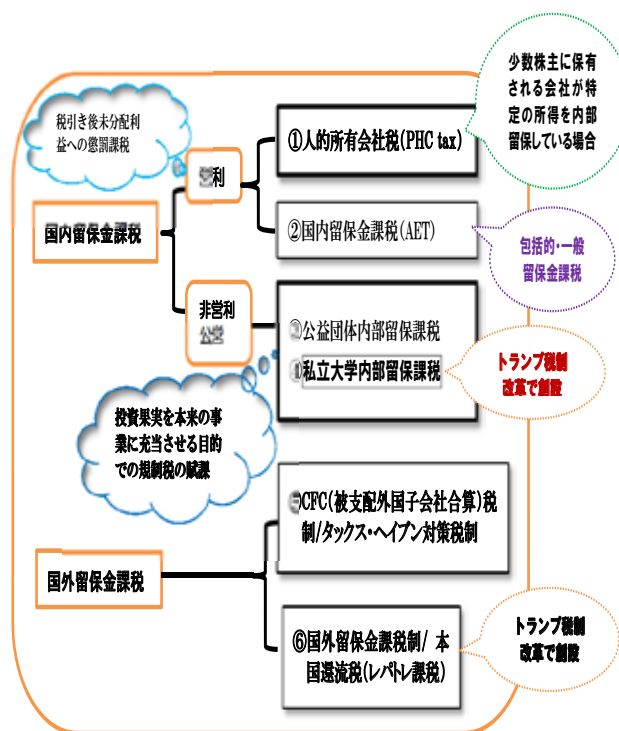 少数株主に保有
される会社が特
定の所得を内部
留保している場合
税引き後未分配利
益への懲罰課税
①人的所有会社税(PHC tax)
営利
国内留保金課税
②国内留保金課税(AET)
包括的・一般
留保金課税
非営利
公営
公益団体内部留保課税
私立大学内部留保課税
トランプ税制
改革で創設
投資果実を本来の事
業に充当させる目的
での規制税の賦課
CFC(被支配外国子会社合算)税
制/タックス・ヘイブン対策税制
国外留保金課税
⑥国外留保金課税制/ 本
国還流税(レパトレ課税)
トランプ税制
改革で創設